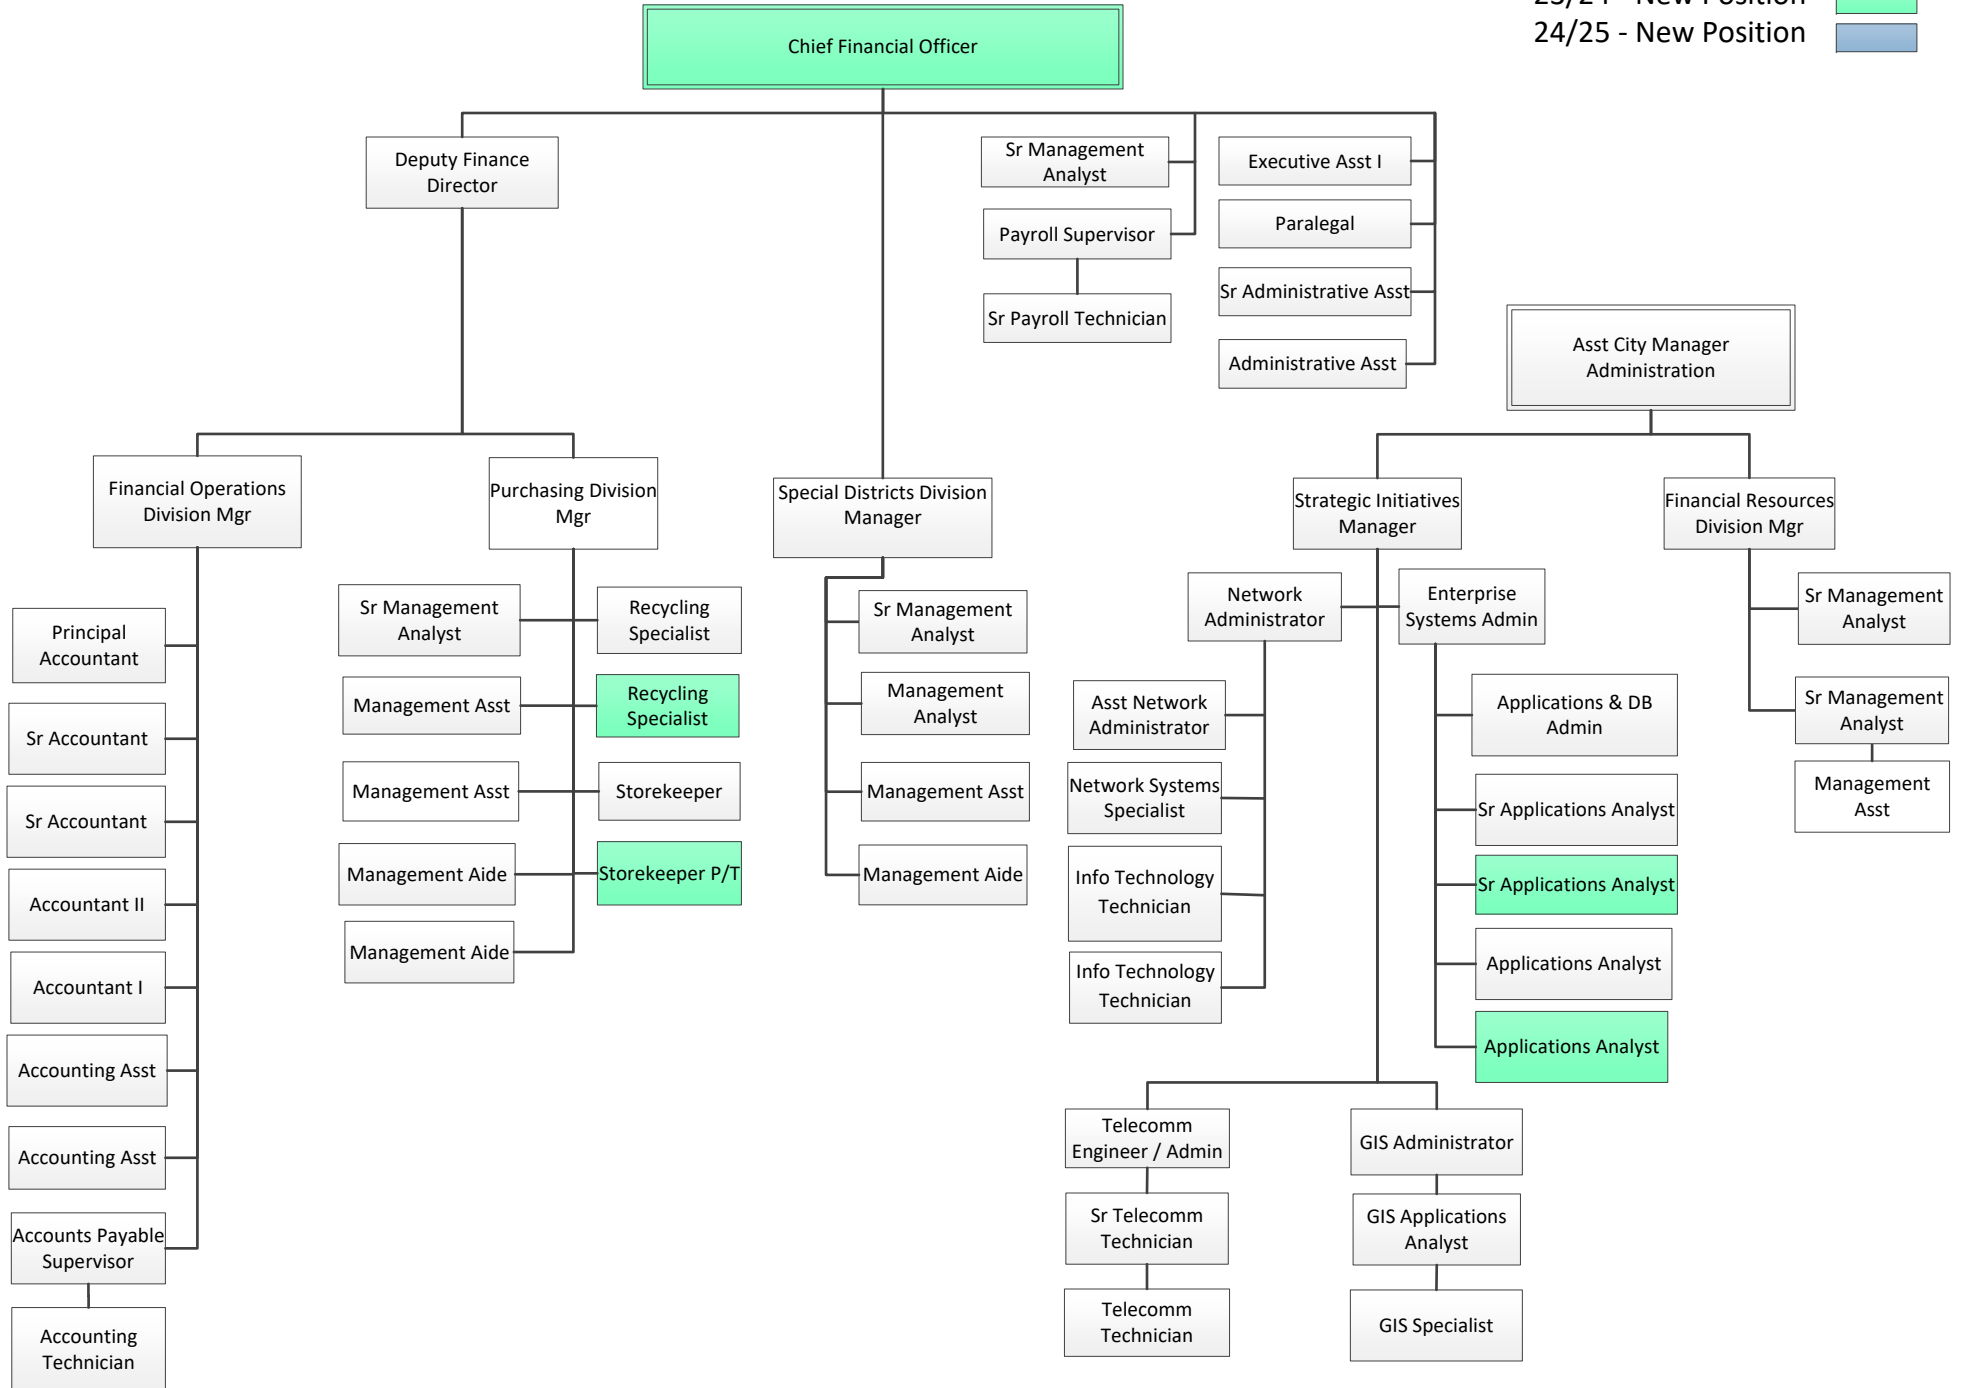 23/24 - New Position
24/25 - New Position
Chief Financial Officer
Deputy Finance
Director
Sr Management
Analyst
Payroll Supervisor
Sr Payroll Technician
Executive Asst I
Paralegal
Sr Administrative Asst
Administrative Asst
Asst City Manager
Administration
Financial Operations
Division Mgr
Purchasing Division
Mgr
Special Districts Division
Manager
Strategic Initiatives
Manager
Financial Resources
Division Mgr
Principal
Accountant
Sr Accountant
Sr Accountant
Accountant II
Accountant I
Accounting Asst
Accounting Asst
Accounts Payable
Supervisor
Accounting
Technician
Sr Management
Analyst
Management Asst
Management Asst
Management Aide
Management Aide
Recycling
Specialist
Recycling
Specialist
Storekeeper
Storekeeper P/T
Sr Management
Analyst
Management
Analyst
Management Asst
Management Aide
Network
Administrator
Asst Network
Administrator
Network Systems
Specialist
Info Technology
Technician
Info Technology
Technician
Enterprise
Systems Admin
Applications & DB
Admin
Sr Applications Analyst
Sr Applications Analyst
Applications Analyst
Applications Analyst
Telecomm
Engineer / Admin
Sr Telecomm
Technician
Telecomm
Technician
GIS Administrator
GIS Applications
Analyst
GIS Specialist
Sr Management
Analyst
Sr Management
Analyst
Management
Asst